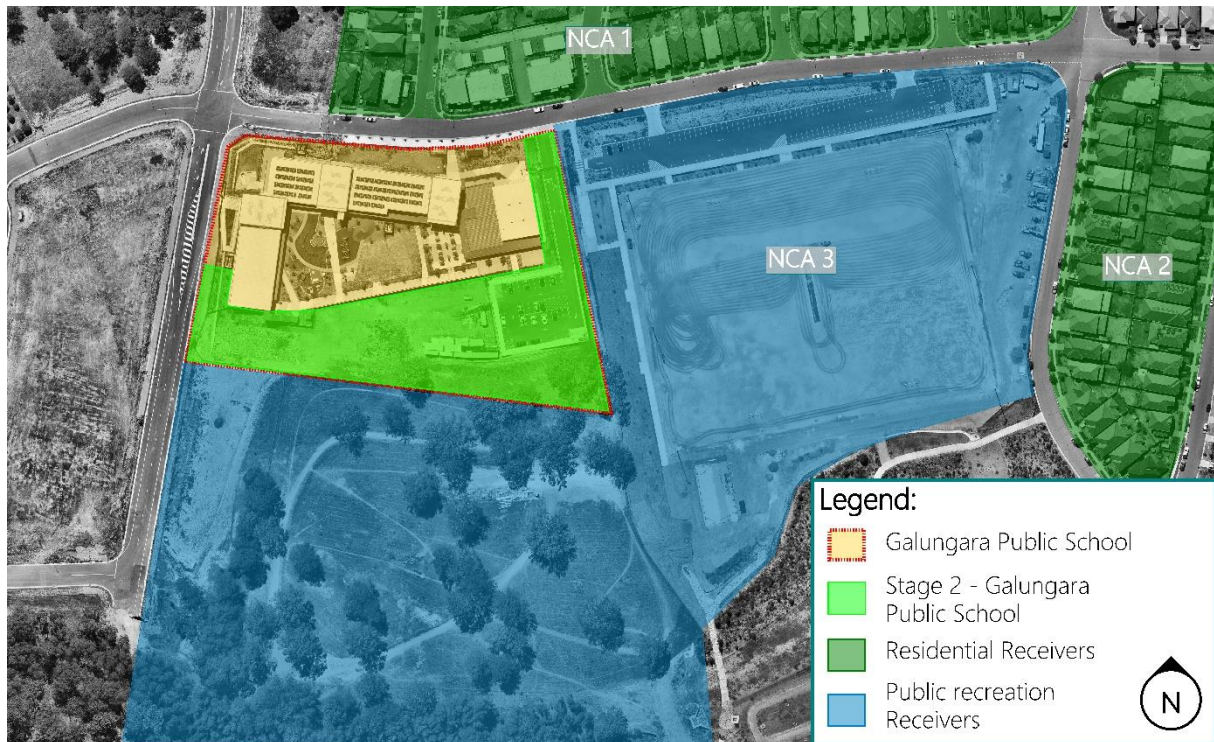 NCA 1
NCA 3
NCA 2
Legend:
Galungara Public School
Stage 2 - Galungara
Public School
Residential Receivers
Public recreation
Receivers
N